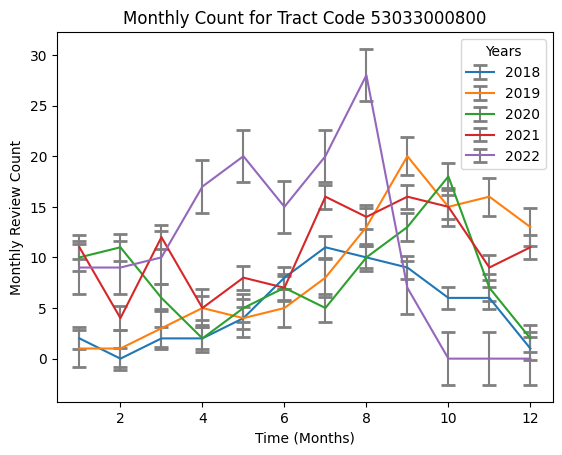 Monthly Count for Tract Code 53033000800
Years
2018
2019
2020
2021
2022
30
25
20
15
10
5
0
Monthly Review Count
2 4 6 8 10 12
Time (Months)